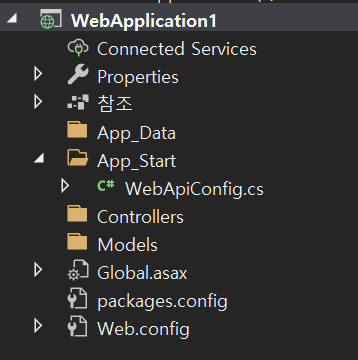 WebApplication1
Connected Services
Properties
참조
App_Data
App_Start
C# WebApiConfig.cs
Controllers
Models
Global.asax
packages.config
Web.config